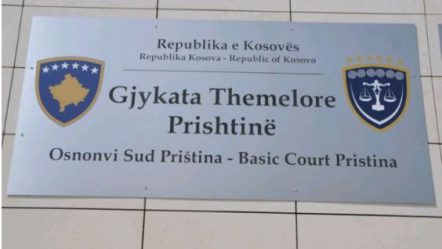 Republika e Kosovës
Republika Kosova - Republic of Kosovo
Gjykata Themelore
Prishtinë
Osnonvi Sud Priština - Basic Court Pristina